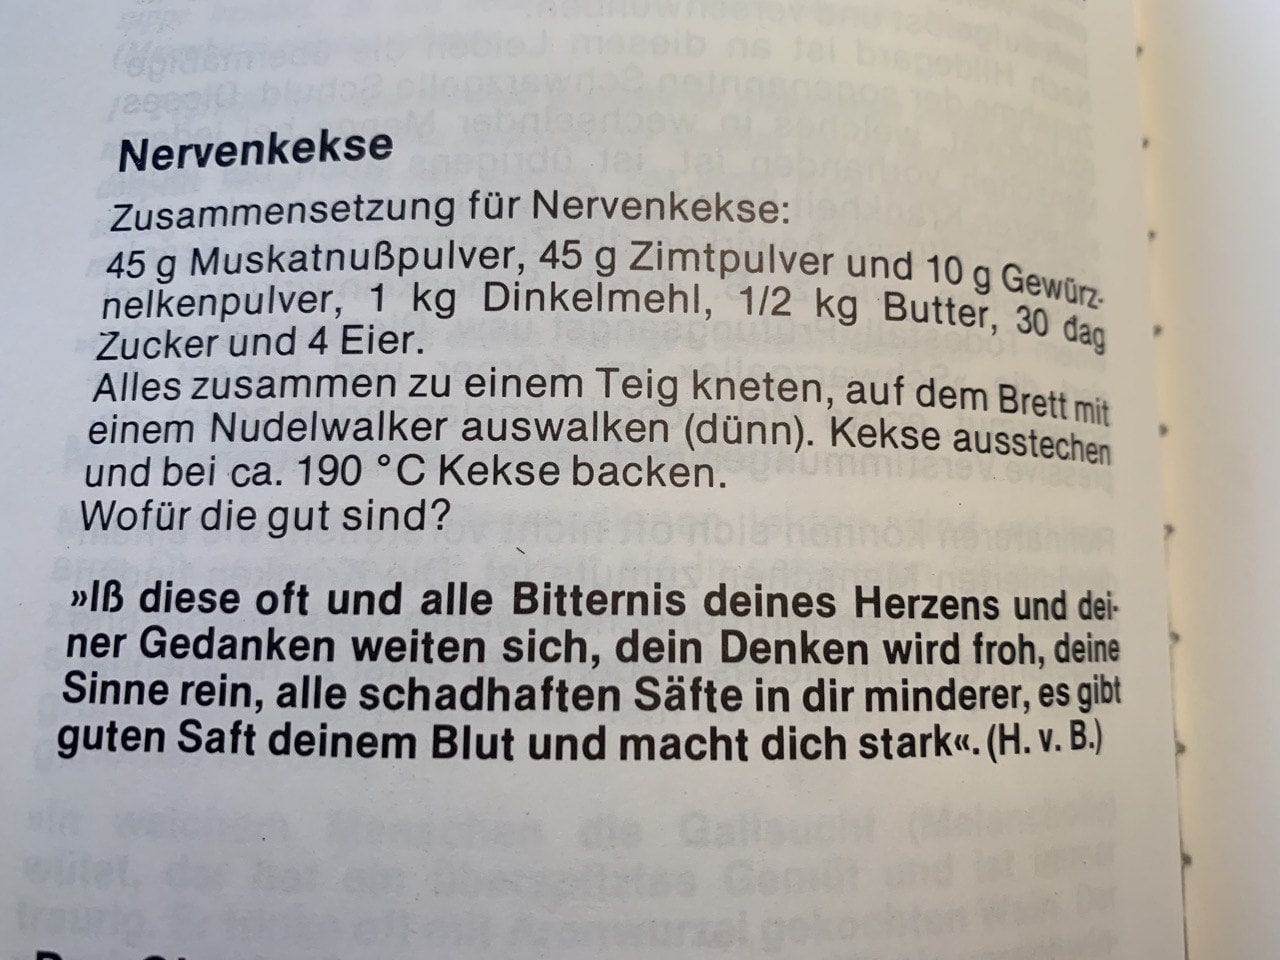 Nervenkekse
Zusammensetzung für Nervenkekse:
45 g Muskatnußpulver, 45 g Zimtpulver und 10 g Gewürz-
nelkenpulver, 1 kg Dinkelmehl, 1/2 kg Butter, 30 dag
Zucker und 4 Eier.
Alles zusammen zu einem Teig kneten, auf dem Brett mit
einem Nudelwalker auswalken (dünn). Kekse ausstechen
und bei ca. 190 °C Kekse backen.
Wofür die gut sind?
»Iß diese oft und alle Bitternis deines Herzens und dei-
ner Gedanken weiten sich, dein Denken wird froh, deine
Sinne rein, alle schadhaften Säfte in dir minderer, es gibt
guten Saft deinem Blut und macht dich stark«. (H. v. B.)